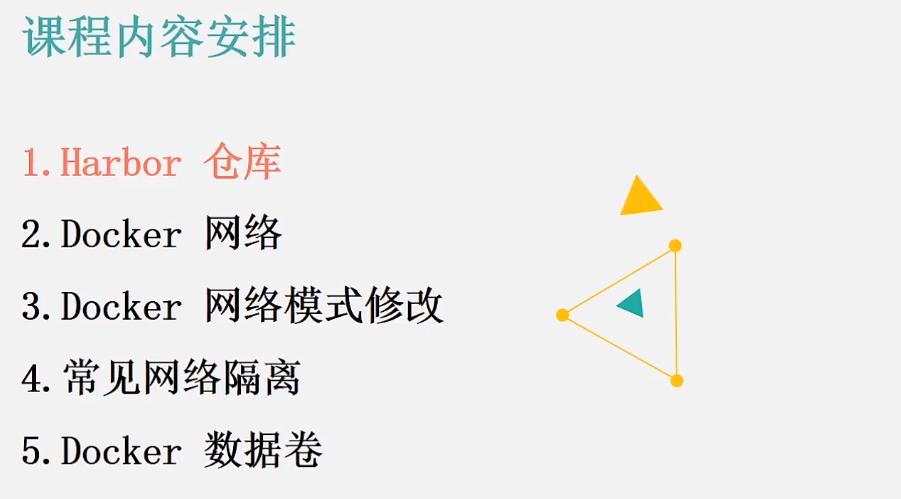 课程内容安排
1.Harbor 仓库
2.Docker 网络
3.Docker 网络模式修改
4.常见网络隔离
5.Docker 数据卷